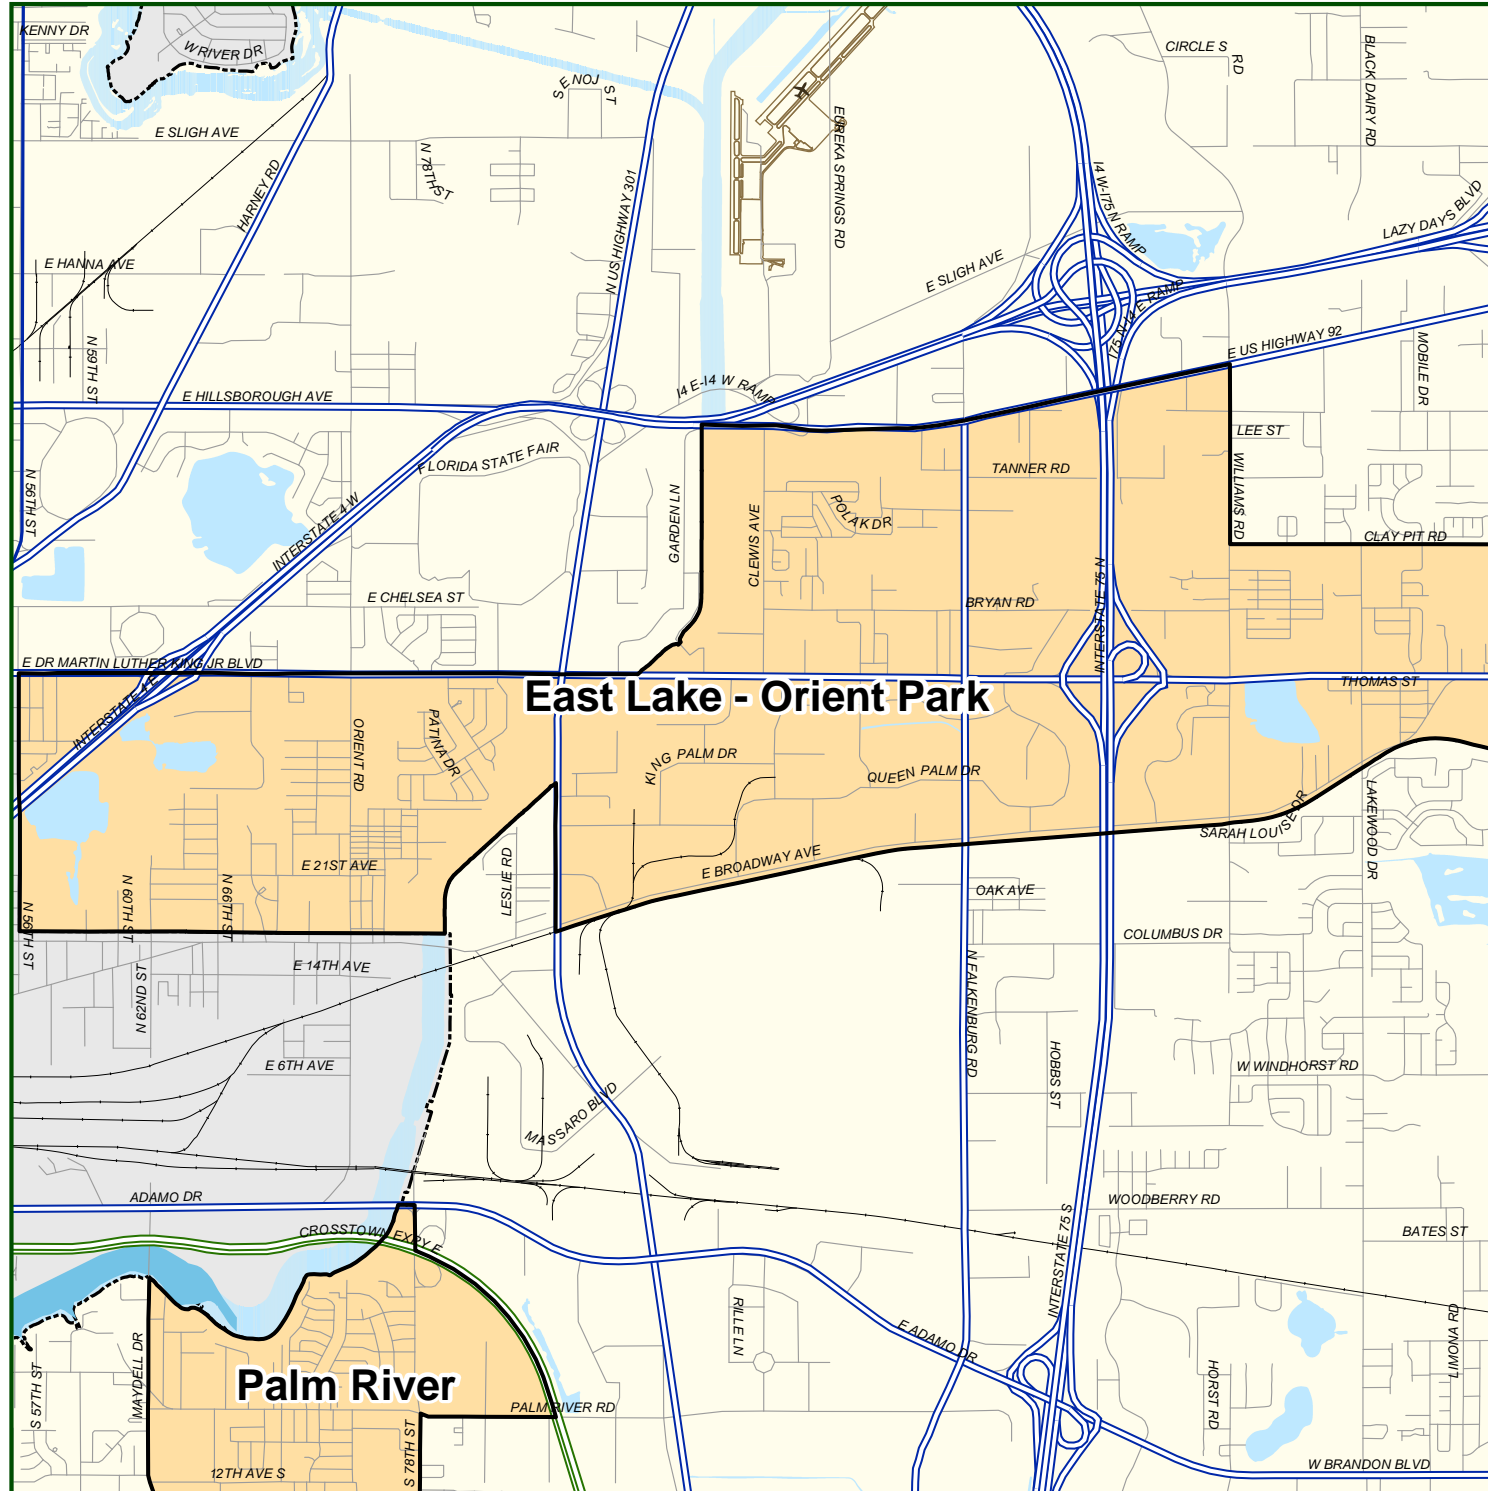 KENNY DR
W RIVER DR
CIRCLE S
RD
BLACK DAIRY RD
S E NOJ S T
E SLIGH AVE
EUREKA SPRINGS RD
N 78TH ST
HARNEY RD
N US HIGHWAY 301
I4 W-I75 N RAMP
LAZY DAYS BLVD
E HANNA AVE
E SLIGH AVE
I75 N-I4 E RAMP
E US HIGHWAY 92
N 59TH ST
MOBILE DR
E HILLSBOROUGH AVE
I4 E-I4 W RAMP
LEE ST
FLORIDA STATE FAIR
TANNER RD
N 56TH ST
INTERSTATE 4 W
GARDEN LN
CLEWIS AVE
POLAK DR
WILLIAMS RD
CLAY PIT RD
E CHELSEA ST
BRYAN RD
INTERSTATE 75 N
E DR MARTIN LUTHER KING JR BLVD
INTERSTATE 4 E
East Lake - Orient Park
THOMAS ST
ORIENT RD
PATINA DR
KING PALM DR
QUEEN PALM DR
SARAH LOUISE DR
LAKEWOOD DR
E 21ST AVE
LESLIE RD
E BROADWAY AVE
OAK AVE
N 56TH ST
N 60TH ST
N 66TH ST
COLUMBUS DR
E 14TH AVE
N 62ND ST
N FALKENBURG RD
E 6TH AVE
HOBBS ST
W WINDHORST RD
MASSARO BLVD
ADAMO DR
WOODBERRY RD
CROSSTOWN EXPY E
BATES ST
INTERSTATE 75 S
RILLE LN
E ADAMO DR
LIMONA RD
MAYDELL DR
S 57TH ST
Palm River
HORST RD
PALM RIVER RD
S 78TH ST
12TH AVE S
W BRANDON BLVD